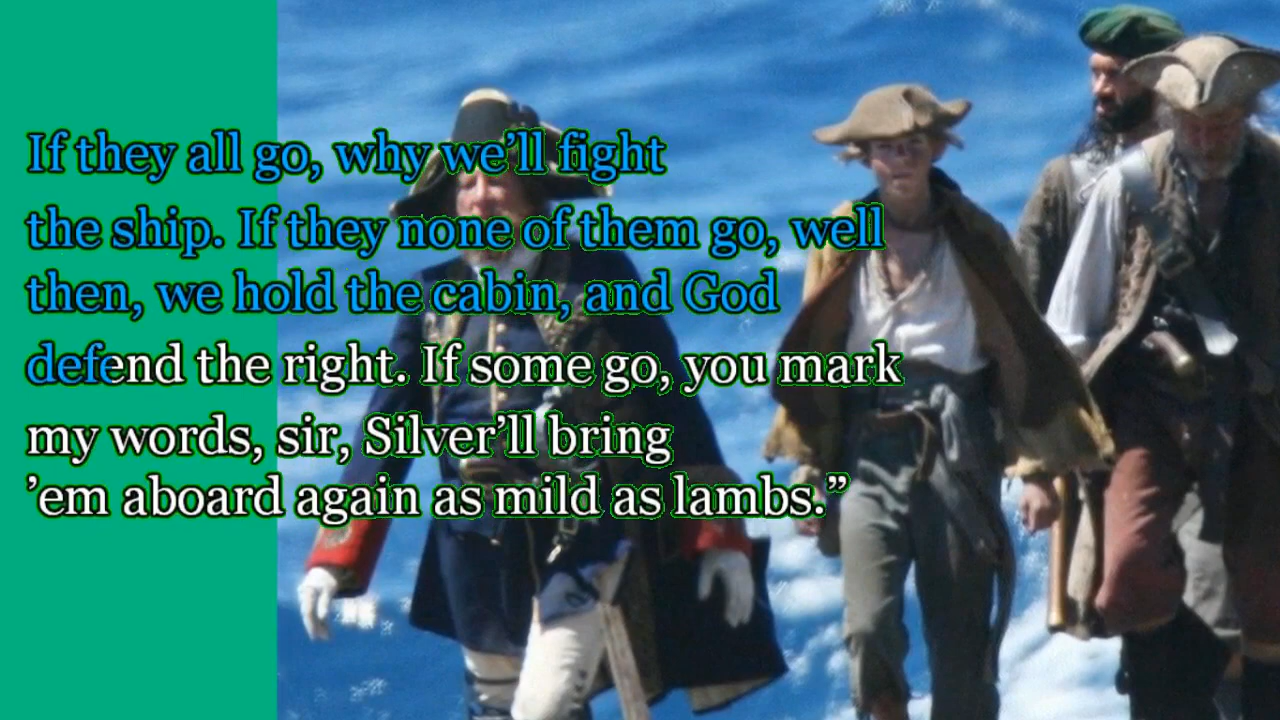 If they all go, why we’ll fight
the ship. If they none of them go, well
then, we hold the cabin, and God
defend the right. If some go, you mark
my words, sir, Silver’ll bring
’em aboard again as mild as lambs.”